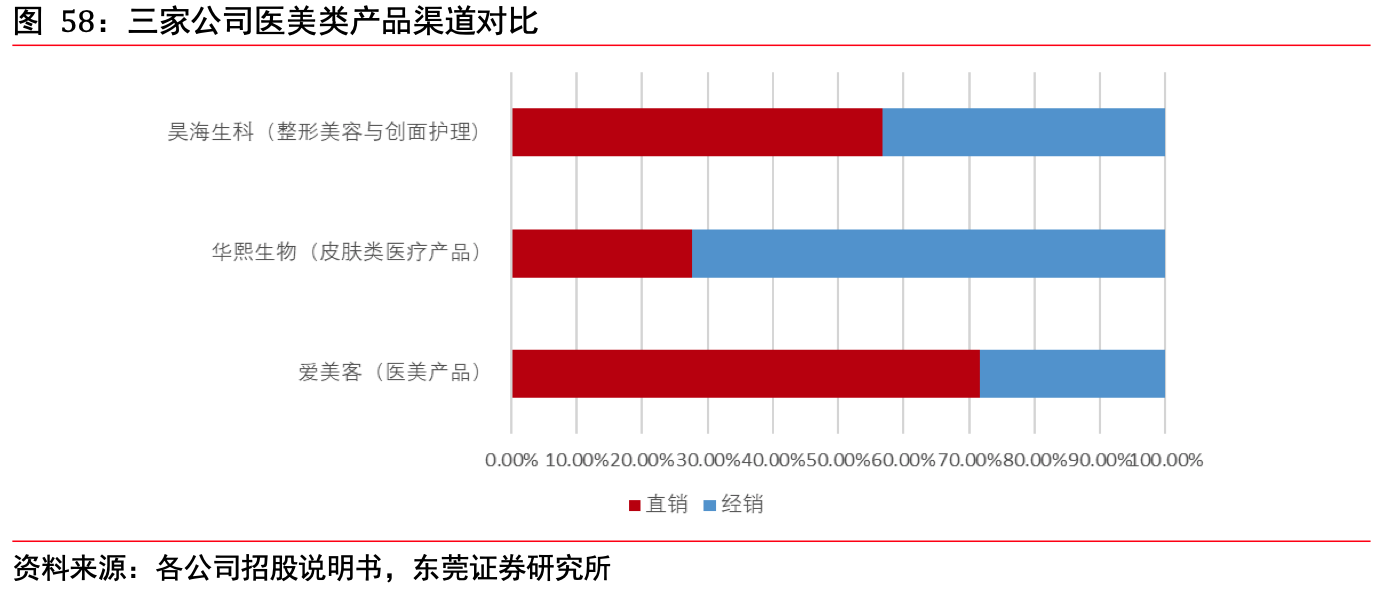 图 58：三家公司医美类产品渠道对比
昊海生科（整形美容与创面护理）
华熙生物（皮肤类医疗产品）
爱美客（医美产品）
0.00% 10.00% 20.00% 30.00% 40.00% 50.00% 60.00% 70.00% 80.00% 90.00% 100.00%
直销 经销
资料来源：各公司招股说明书，东莞证券研究所